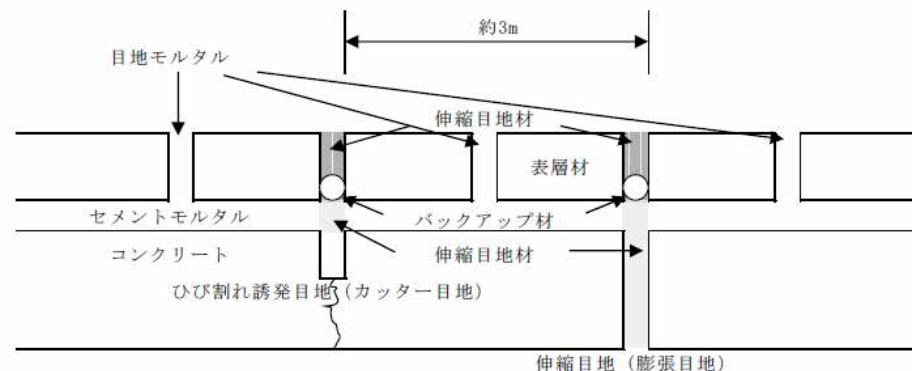 約3m
目地モルタル
伸縮目地材
表層材
セメントモルタル
バックアップ材
コンクリート
伸縮目地材
ひび割れ誘発目地（カッター目地）
伸縮目地（膨張目地）